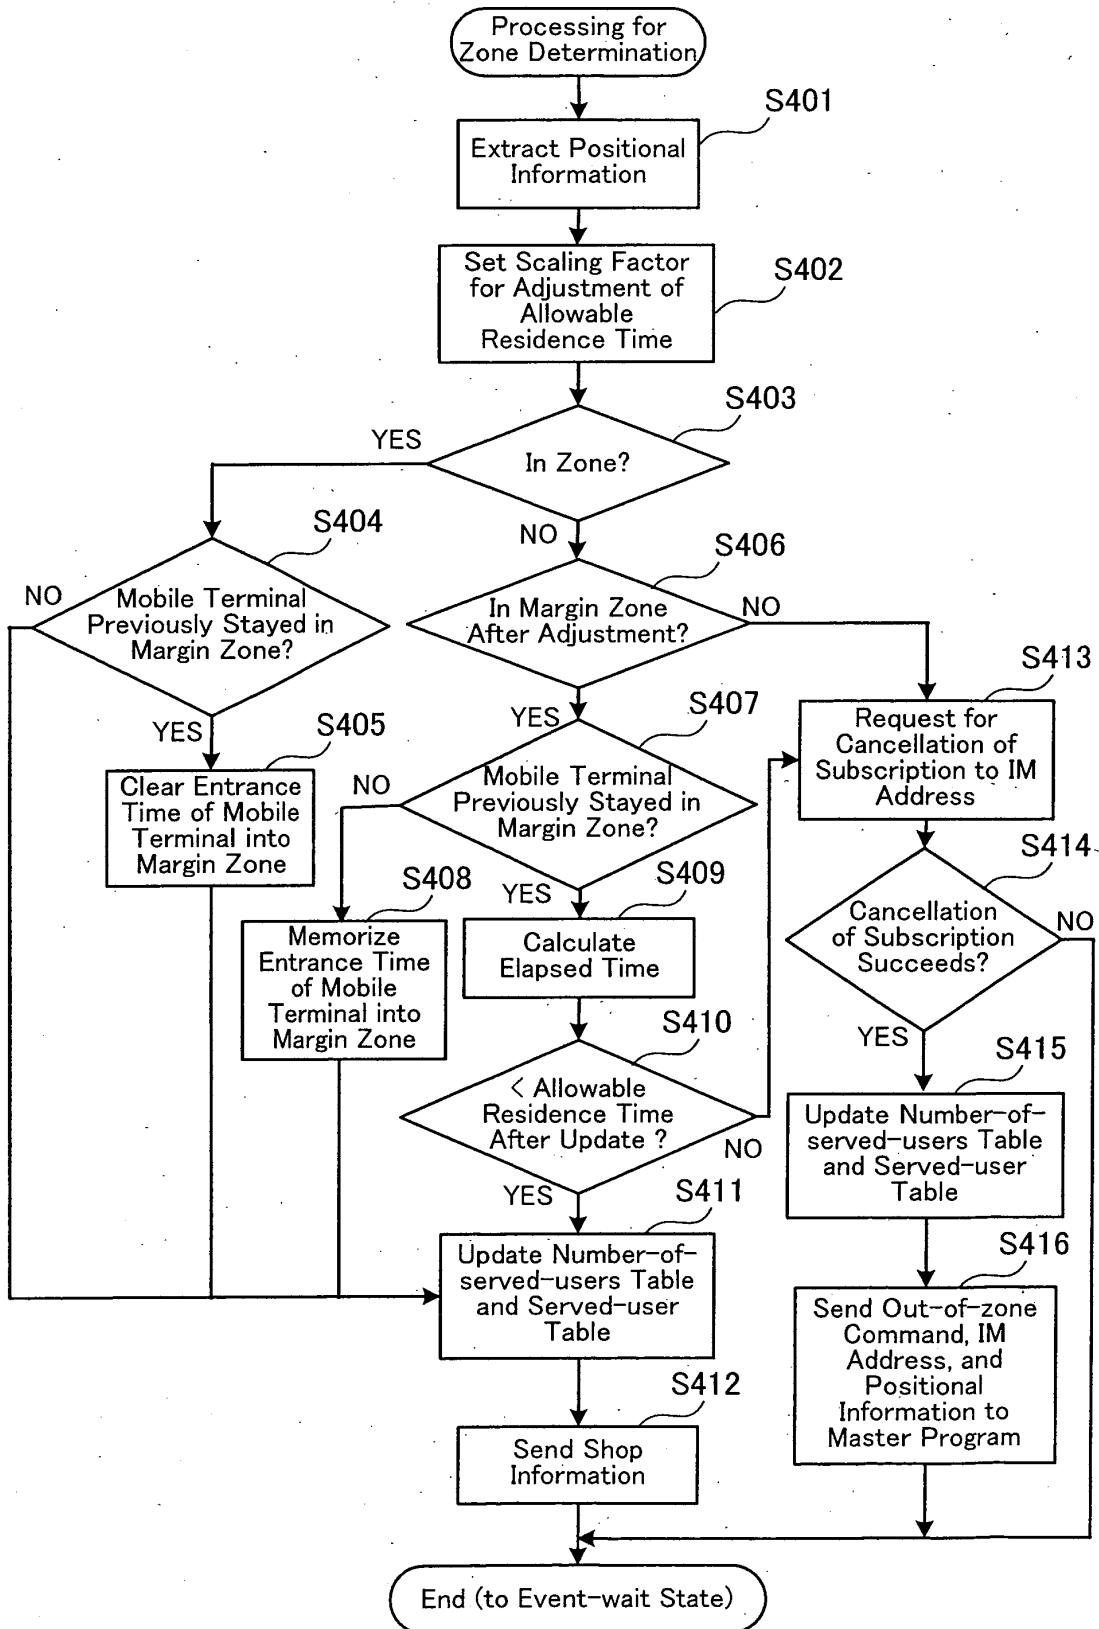 Processing for
Zone Determination
S401
Extract Positional
Information
S402
Set Scaling Factor
for Adjustment of
Allowable
Residence Time
S403
YES
In Zone?
NO
S404
NO
Mobile Terminal
Previously Stayed in
Margin Zone?
YES
S406
In Margin Zone
After Adjustment?
NO
YES
S405
Clear Entrance
Time of Mobile
Terminal into
Margin Zone
S407
NO
Mobile Terminal
Previously Stayed in
Margin Zone?
YES
S408
Memorize
Entrance Time
of Mobile
Terminal into
Margin Zone
S409
Calculate
Elapsed Time
S410
< Allowable
Residence Time
After Update ?
NO
YES
S411
Update Number-of-
served-users Table
and Served-user
Table
S412
Send Shop
Information
S413
Request for
Cancellation of
Subscription to IM
Address
S414
Cancellation
of Subscription
Succeeds?
NO
YES
S415
Update Number-of-
served-users Table
and Served-user
Table
S416
Send Out-of-zone
Command, IM
Address, and
Positional
Information to
Master Program
End (to Event-wait State)